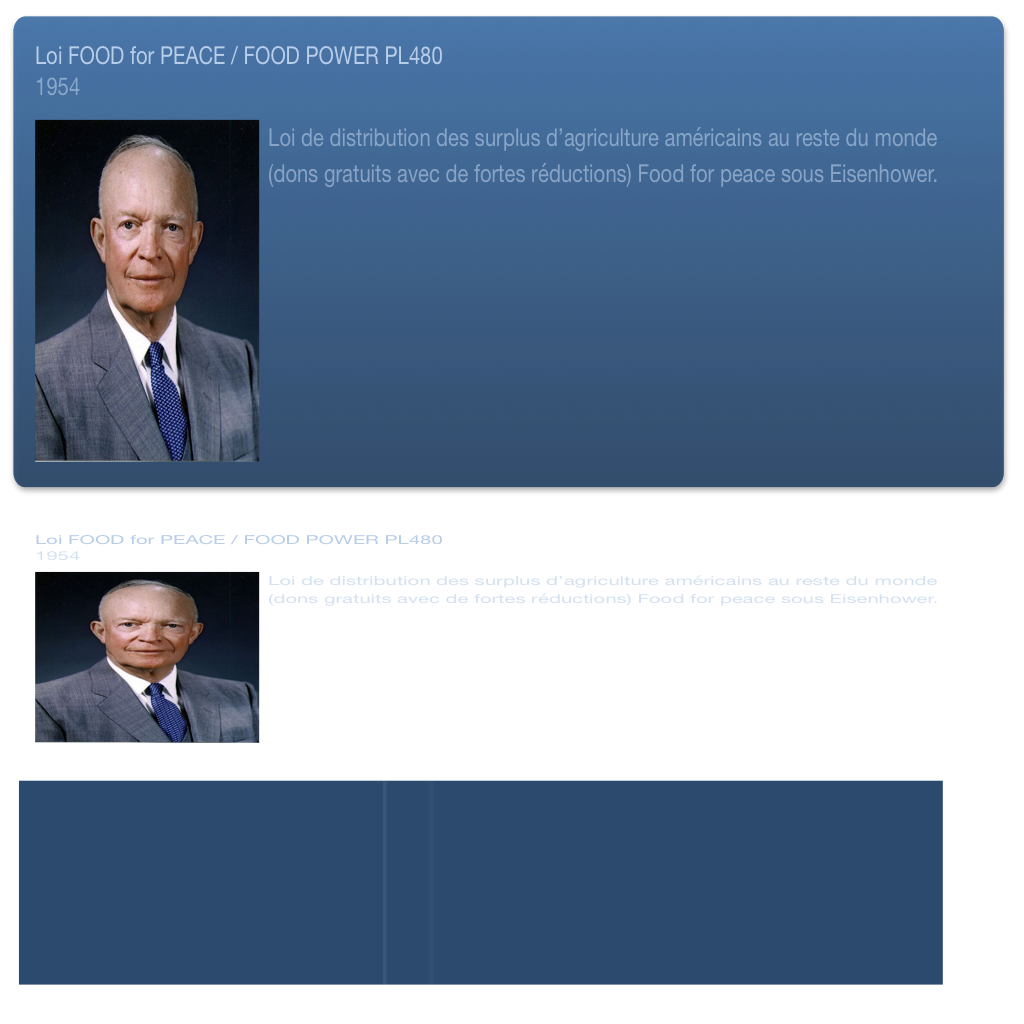 Loi FOOD for PEACE / FOOD POWER PL480
1954
Loi de distribution des surplus d’agriculture américains au reste du monde
(dons gratuits avec de fortes réductions) Food for peace sous Eisenhower.
Loi FOOD for PEACE / FOOD POWER PL480
1954
Loi de distribution des surplus d’agriculture américains au reste du monde
(dons gratuits avec de fortes réductions) Food for peace sous Eisenhower.